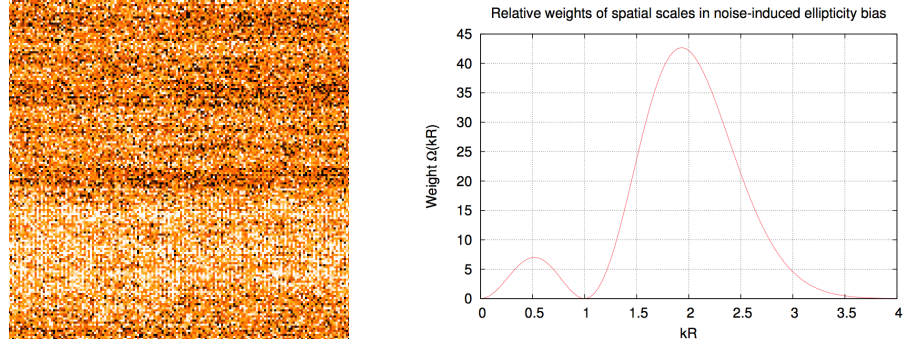 Relative weights of spatial scales in noise-induced ellipticity bias
45
40
35
30
25
20
15
10
5
0
Weight Ω(kR)
0 0.5 1 1.5 2 2.5 3 3.5 4
kR